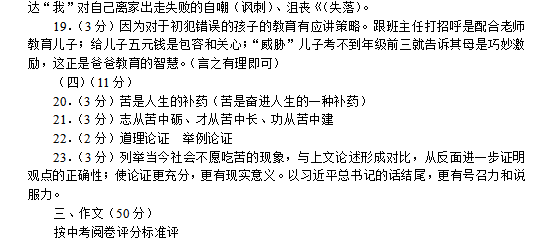 达“我”对自己离家出走失败的自嘲（讽刺）、沮丧《（失落）。
19.（3 分）因为对于初犯错误的孩子的教育有应讲策略。跟班主任打招呼是配合老师
教育儿子；给儿子五元钱是包容和关心；“威胁”儿子考不到年级前三就告诉其母是巧妙激
励，这正是爸爸教育的智慧。（言之有理即可）
（四）（11 分）
20.（3 分）苦是人生的补药（苦是奋进人生的一种补药）
21.（3 分）志从苦中砺、才从苦中长、功从苦中建
22.（2 分）道理论证　举例论证
23.（3 分）列举当今社会不愿吃苦的现象，与上文论述形成对比，从反面进一步证明
观点的正确性；使论证更充分，更有现实意义。以习近平总书记的话结尾，更有号召力和说
服力。
三、作文（50 分）
按中考阅卷评分标准评